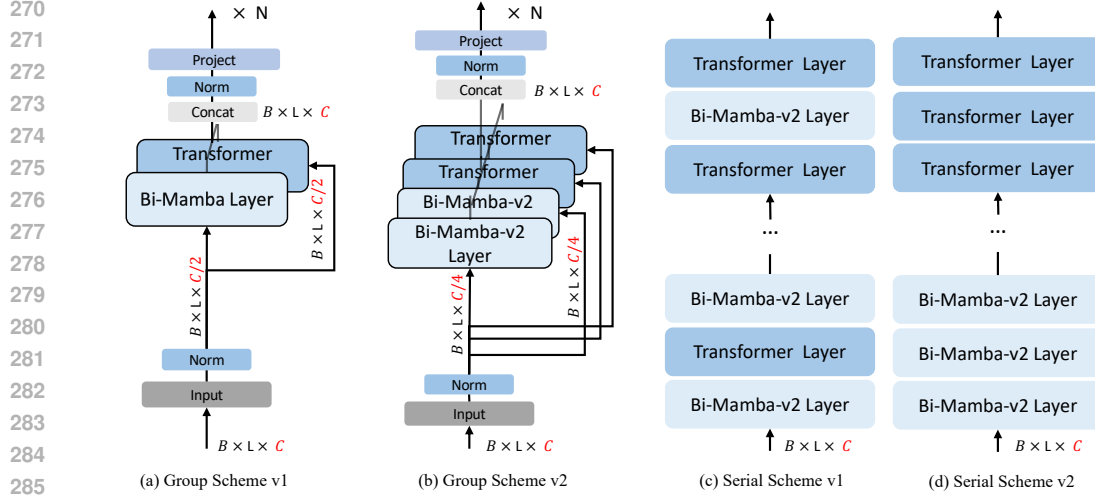 270
271
272
273
274
275
276
277
278
279
280
281
282
283
284
285
× N
Project
Norm
Concat
B × L × C
Transformer
Bi-Mamba Layer
B × L × C/2
B × L × C/2
Norm
Input
B × L × C
(a) Group Scheme v1
× N
Project
Norm
Concat
B × L × C
Transformer
Transformer
Bi-Mamba-v2
Bi-Mamba-v2
Layer
B × L × C/4
B × L × C/4
Norm
Input
B × L × C
(b) Group Scheme v2
Transformer Layer
Bi-Mamba-v2 Layer
Transformer Layer
...
Bi-Mamba-v2 Layer
Transformer Layer
Bi-Mamba-v2 Layer
B × L × C
(c) Serial Scheme v1
Transformer Layer
Transformer Layer
Transformer Layer
...
Bi-Mamba-v2 Layer
Bi-Mamba-v2 Layer
Bi-Mamba-v2 Layer
B × L × C
(d) Serial Scheme v2